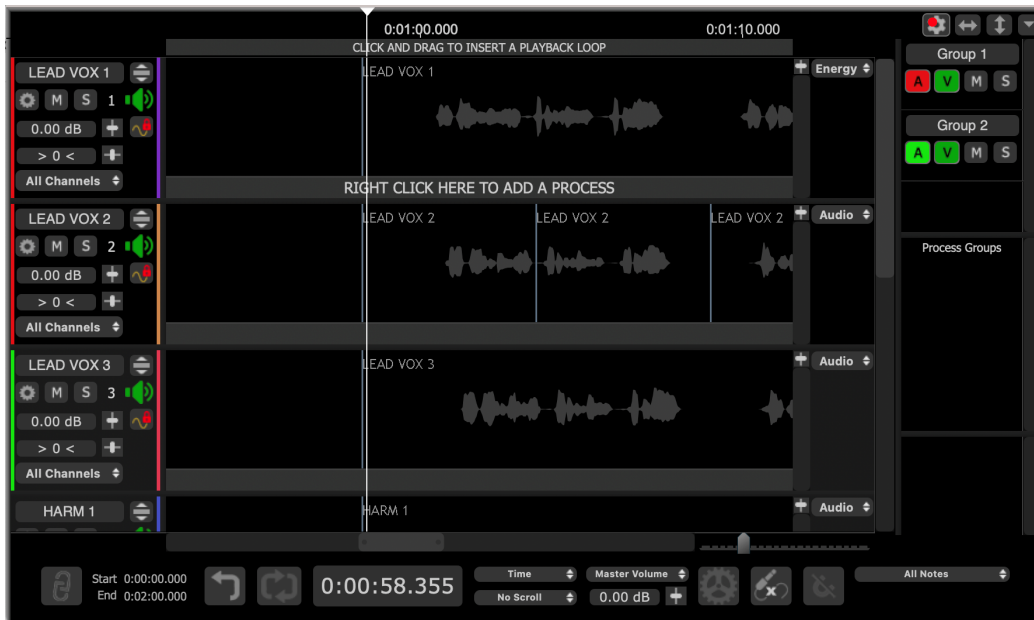 0:01:00.000 0:01:10.000
CLICK AND DRAG TO INSERT A PLAYBACK LOOP
Group 1
A V M S
Group 2
A V M S
Process Groups
LEAD VOX 1
M S 1
0.00 dB
> 0 <
All Channels
LEAD VOX 1
Energy
RIGHT CLICK HERE TO ADD A PROCESS
LEAD VOX 2
M S 2
0.00 dB
> 0 <
All Channels
LEAD VOX 2 LEAD VOX 2 LEAD VOX 2
Audio
LEAD VOX 3
M S 3
0.00 dB
> 0 <
All Channels
LEAD VOX 3
Audio
HARM 1
HARM 1
Audio
Start 0:00:00.000
End 0:02:00.000
0:00:58.355
Time
No Scroll
Master Volume
0.00 dB
x
All Notes